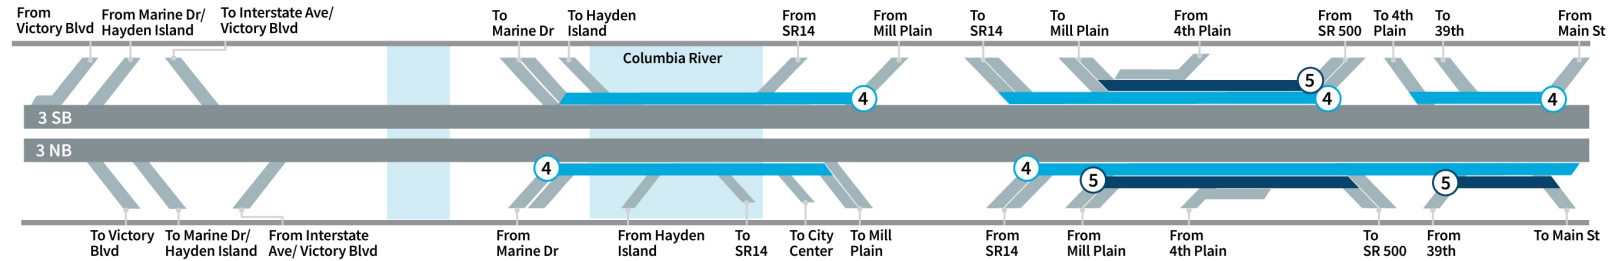 From
Victory Blvd
From Marine Dr/
Hayden Island
To Interstate Ave/
Victory Blvd
To
Marine Dr
To Hayden
Island
From
SR14
From
Mill Plain
To
SR14
To
Mill Plain
From
4th Plain
From
SR 500
To 4th
Plain
To
39th
From
Main St
Columbia River
5
4
4
4
3 SB
3 NB
4
4
5
5
To Victory
Blvd
To Marine Dr/
Hayden Island
From Interstate
Ave/ Victory Blvd
From
Marine Dr
From Hayden
Island
To
SR14
To City
Center
To Mill
Plain
From
SR14
From
Mill Plain
From
4th Plain
To
SR 500
From
39th
To Main St